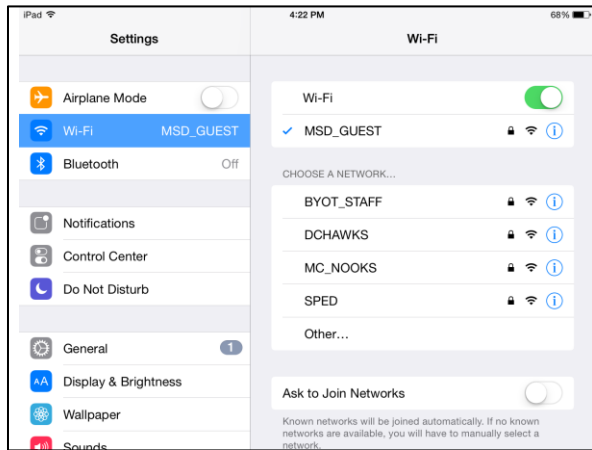 iPad 4:22 PM 68%
Settings
Wi-Fi
Airplane Mode
Wi-Fi MSD_GUEST
Bluetooth Off
Notifications
Control Center
Do Not Disturb
General 1
AA Display & Brightness
Wallpaper
Sounds
Wi-Fi
MSD_GUEST
CHOOSE A NETWORK...
BYOT_STAFF
DCHAWKS
MC_NOOKS
SPED
Other...
Ask to Join Networks
Known networks will be joined automatically. If no known
networks are available, you will have to manually select a
network.